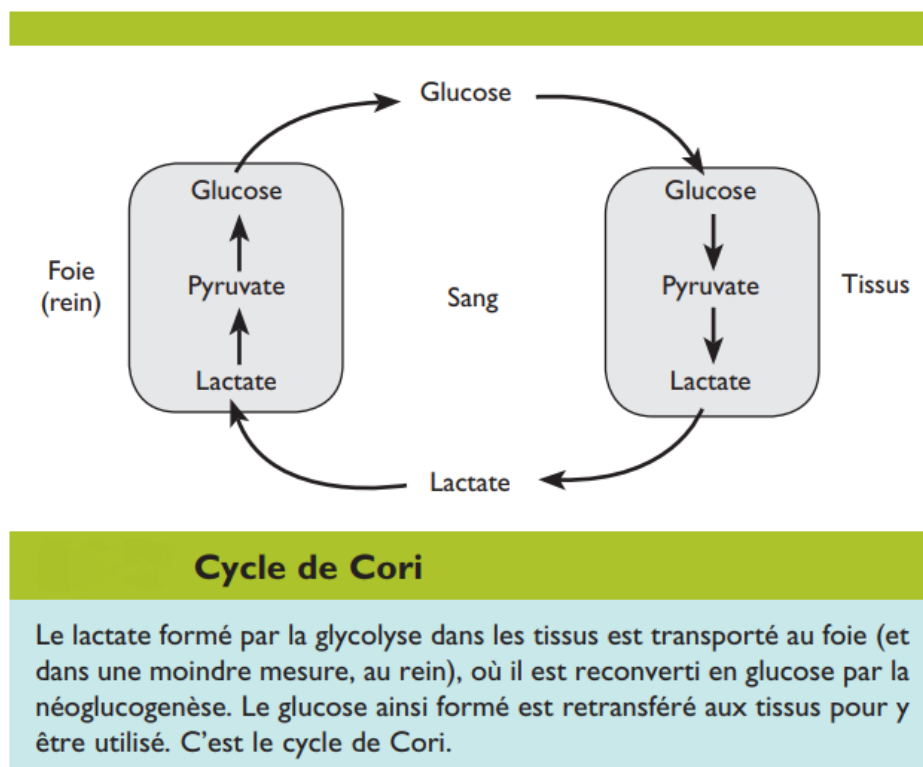 Glucose
Glucose
Glucose
Foie
(rein)
Pyruvate
Sang
Pyruvate
Tissus
Lactate
Lactate
Lactate
Cycle de Cori
Le lactate formé par la glycolyse dans les tissus est transporté au foie (et
dans une moindre mesure, au rein), où il est reconverti en glucose par la
néoglucogenèse. Le glucose ainsi formé est retransféré aux tissus pour y
être utilisé. C’est le cycle de Cori.